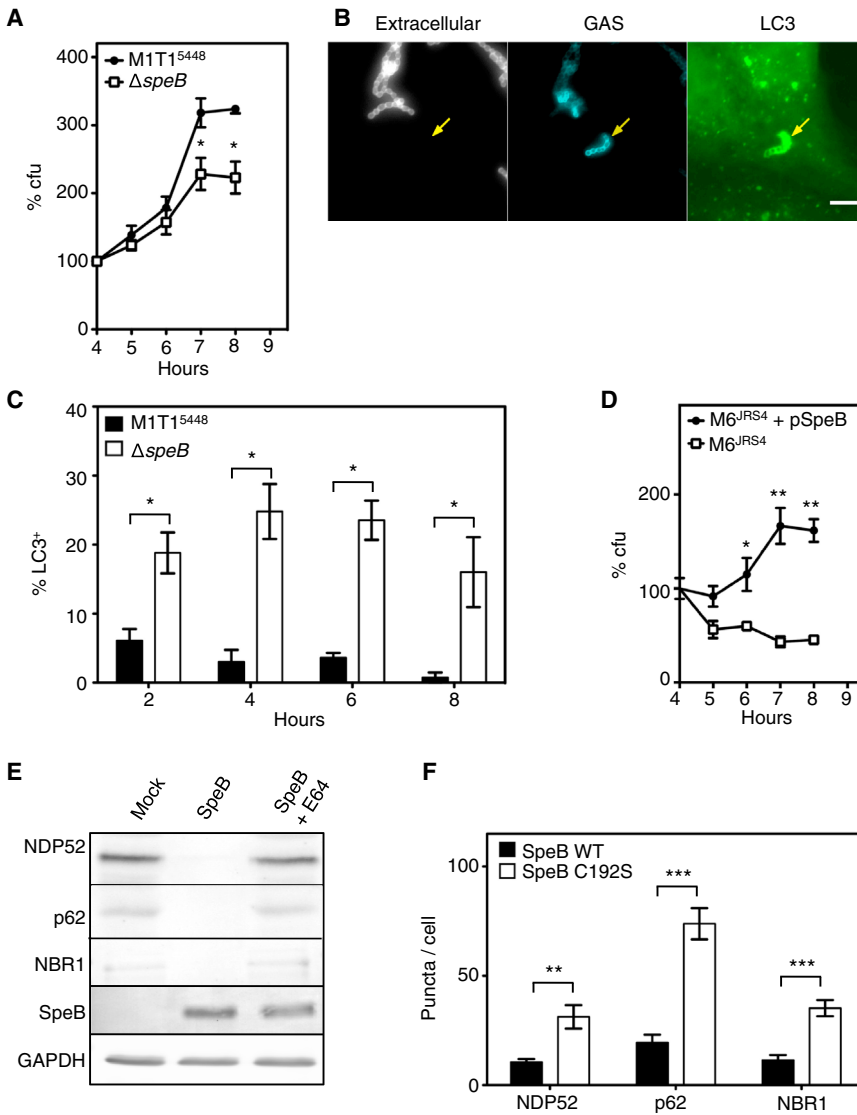 A
M1T1⁵⁴⁴⁸
ΔspeB
400
300
200
100
0
% cfu
*
*
4 5 6 7 8 9
Hours
B
Extracellular GAS LC3
C
M1T1⁵⁴⁴⁸
ΔspeB
40
30
20
10
0
% LC3⁺
* * * *
2 4 6 8
Hours
D
M6ᴶᴿˢ⁴ + pSpeB
M6ᴶᴿˢ⁴
200
100
0
% cfu
* ** **
4 5 6 7 8 9
Hours
E
Mock
SpeB
SpeB
+ E64
NDP52
p62
NBR1
SpeB
GAPDH
F
SpeB WT
SpeB C192S
100
50
0
Puncta / cell
** *** ***
NDP52 p62 NBR1